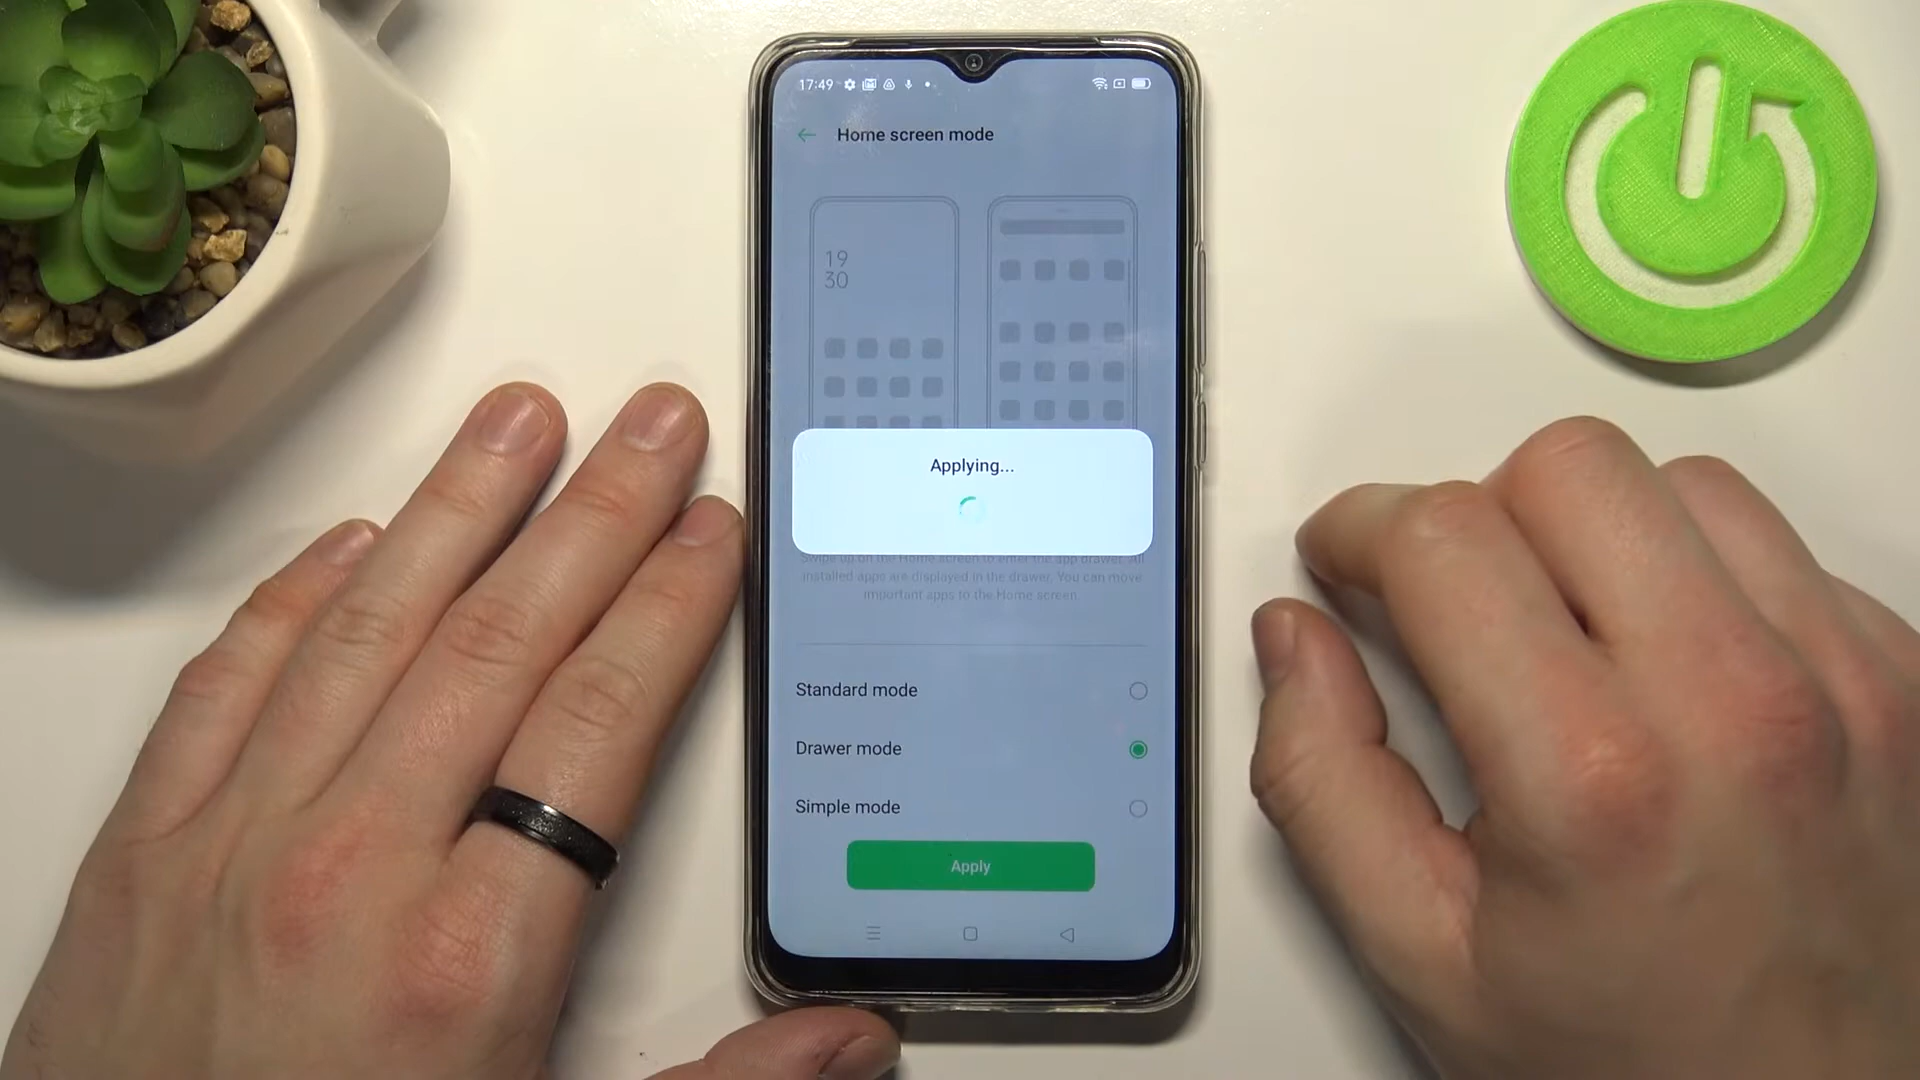 17:49
Home screen mode
19
30
Applying...
Swipe up on the Home screen to enter the app drawer. All
installed apps are displayed in the drawer. You can move
important apps to the Home screen.
Standard mode
Drawer mode
Simple mode
Apply